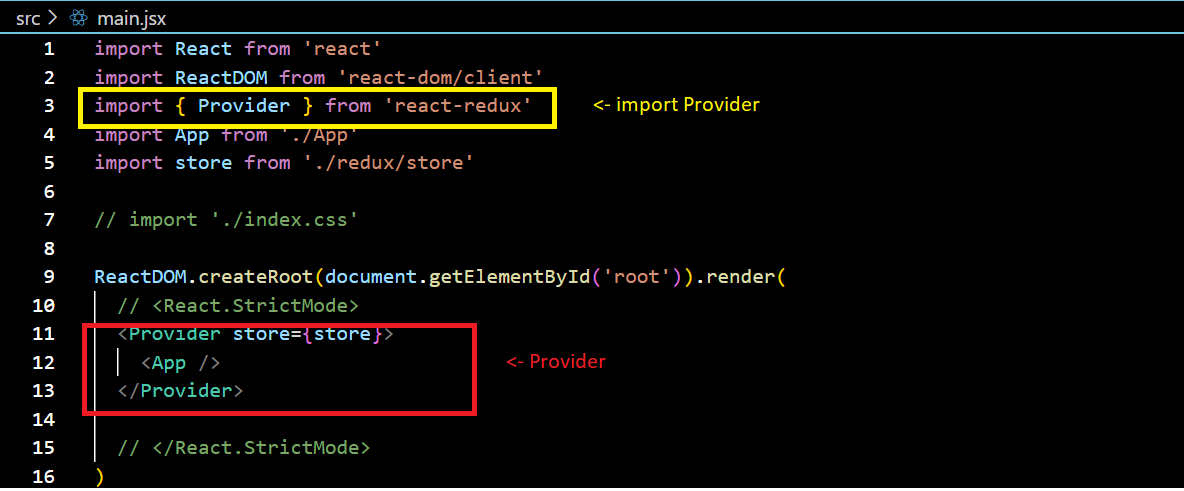 src > main.jsx
1 import React from 'react'
2 import ReactDOM from 'react-dom/client'
3 import { Provider } from 'react-redux' <- import Provider
4 import App from './App'
5 import store from './redux/store'
6
7 // import './index.css'
8
9 ReactDOM.createRoot(document.getElementById('root')).render(
10 // <React.StrictMode>
11 <Provider store={store}>
12 <App /> <- Provider
13 </Provider>
14
15 // </React.StrictMode>
16 )